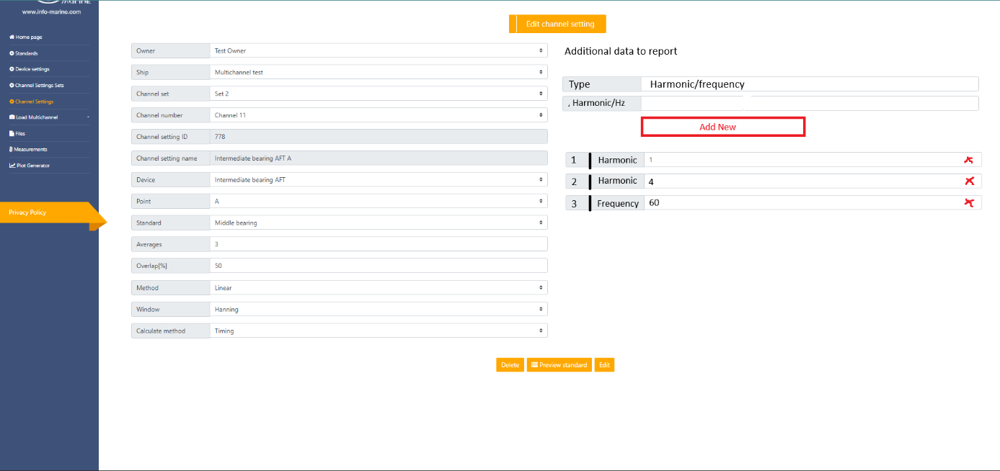 MARINE
www.info-marine.com
Home page
Standards
Device settings
Channel Settings Sets
Channel Settings
Load Multichannel
Files
Measurements
Plot Generator
Privacy Policy
Edit channel setting
Owner Test Owner
Ship Multichannel test
Channel set Set 2
Channel number Channel 11
Channel setting ID 778
Channel setting name Intermediate bearing AFT A
Device Intermediate bearing AFT
Point A
Standard Middle bearing
Averages 3
Overlap[%] 50
Method Linear
Window Hanning
Calculate method Timing
Additional data to report
Type Harmonic/frequency
, Harmonic/Hz
Add New
1 Harmonic 1
2 Harmonic 4
3 Frequency 60
Delete Preview standard Edit